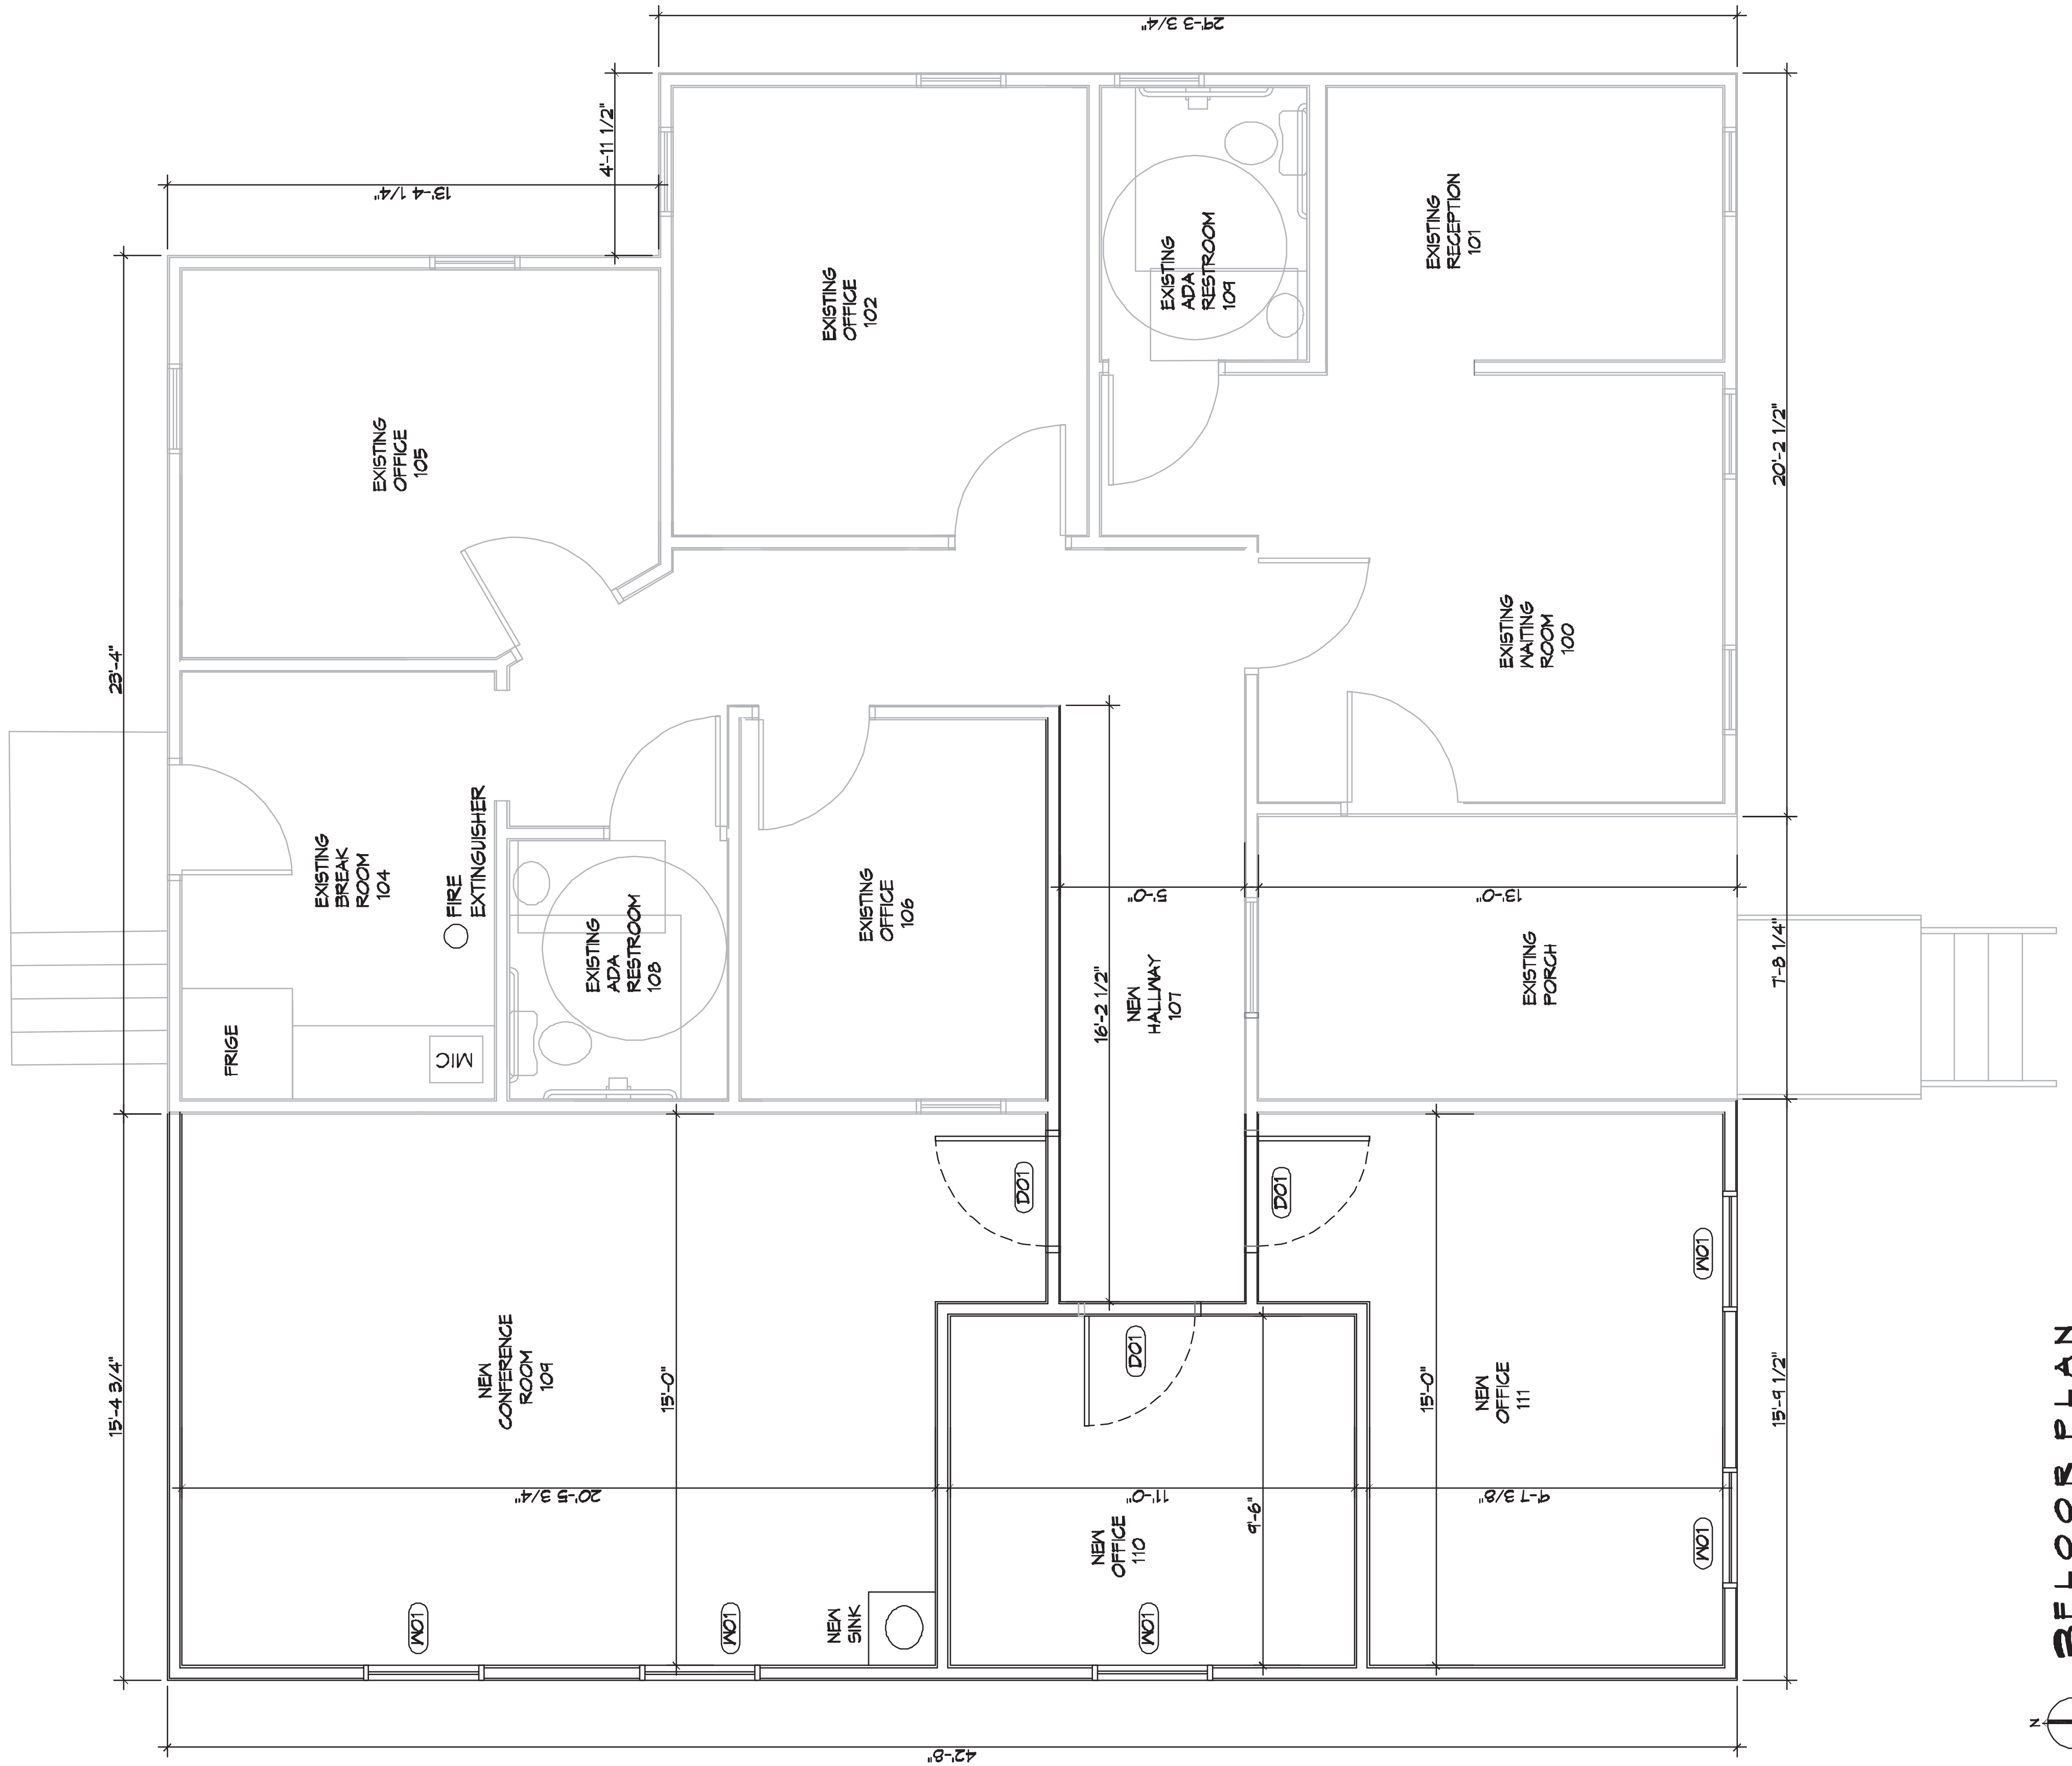 29'-3 3/4"
4'-11 1/2"
13'-4 1/4"
EXISTING
OFFICE
105
EXISTING
OFFICE
102
EXISTING
ADA
RESTROOM
109
EXISTING
RECEPTION
101
23'-4"
20'-2 1/2"
EXISTING
WAITING
ROOM
100
EXISTING
BREAK
ROOM
104
FIRE
EXTINGUISHER
FRIGE
MIC
EXISTING
ADA
RESTROOM
108
EXISTING
OFFICE
106
5'-0"
13'-0"
16'-2 1/2"
NEW
HALLWAY
107
EXISTING
PORCH
7'-8 1/4"
D01
D01
D01
15'-4 3/4"
NEW
CONFERENCE
ROOM
109
15'-0"
20'-5 3/4"
W01
W01
NEW
SINK
NEW
OFFICE
110
11'-0"
9'-6"
W01
15'-0"
NEW
OFFICE
111
9'-7 3/8"
W01
W01
15'-9 1/2"
42'-8"
N
FLOOR PLAN